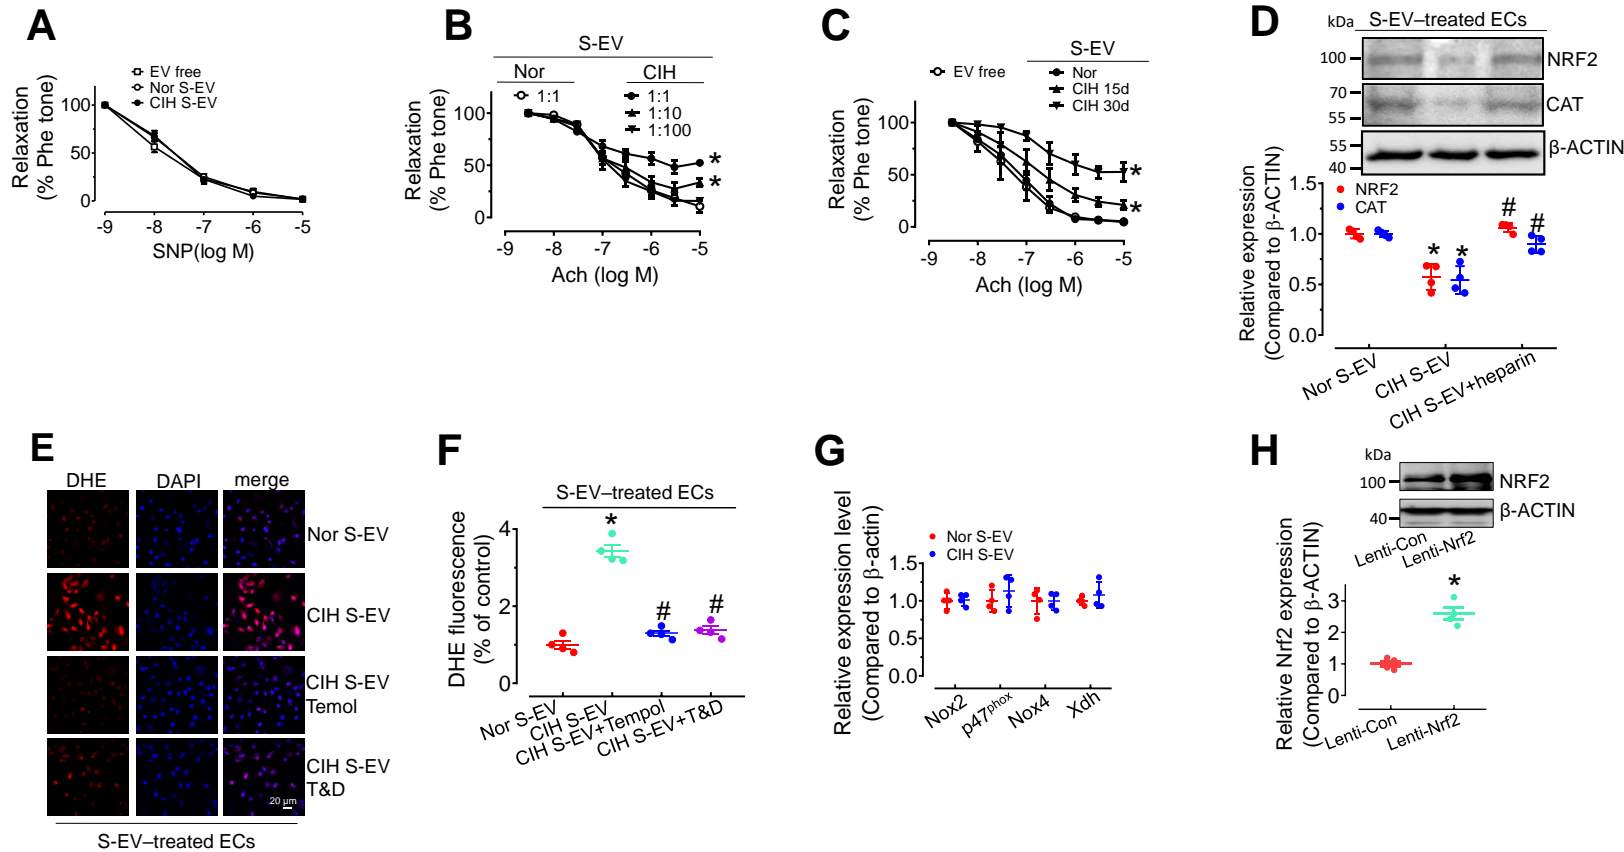 A
EV free
Nor S-EV
CIH S-EV
Relaxation
(% Phe tone)
100
50
0
-9 -8 -7 -6 -5
SNP(log M)
B
S-EV
Nor CIH
1:1 1:1
1:10
1:100
Relaxation
(% Phe tone)
100
50
0
-9 -8 -7 -6 -5
Ach (log M)
*
*
C
S-EV
EV free Nor
CIH 15d
CIH 30d
Relaxation
(% Phe tone)
100
50
0
-9 -8 -7 -6 -5
Ach (log M)
*
*
D
kDa S-EV–treated ECs
100 NRF2
70
55 CAT
55
40 β-ACTIN
NRF2
CAT
Relative expression
(Compared to β-ACTIN)
1.5
1.0
0.5
0.0
* * # #
Nor S-EV
CIH S-EV
CIH S-EV+heparin
E
DHE DAPI merge
Nor S-EV
CIH S-EV
CIH S-EV
Temol
CIH S-EV
T&D
20 μm
S-EV–treated ECs
F
S-EV–treated ECs
DHE fluorescence
(% of control)
4
2
0
* # #
Nor S-EV
CIH S-EV
CIH S-EV+Tempol
CIH S-EV+T&D
G
Relative expression level
(Compared to β-actin)
Nor S-EV
CIH S-EV
1.5
1.0
0.5
0.0
Nox2
p47phox
Nox4
Xdh
H
kDa
100 NRF2
40 β-ACTIN
Lenti-Con
Lenti-Nrf2
Relative Nrf2 expression
(Compared to β-ACTIN)
3
2
1
0
*
Lenti-Con
Lenti-Nrf2